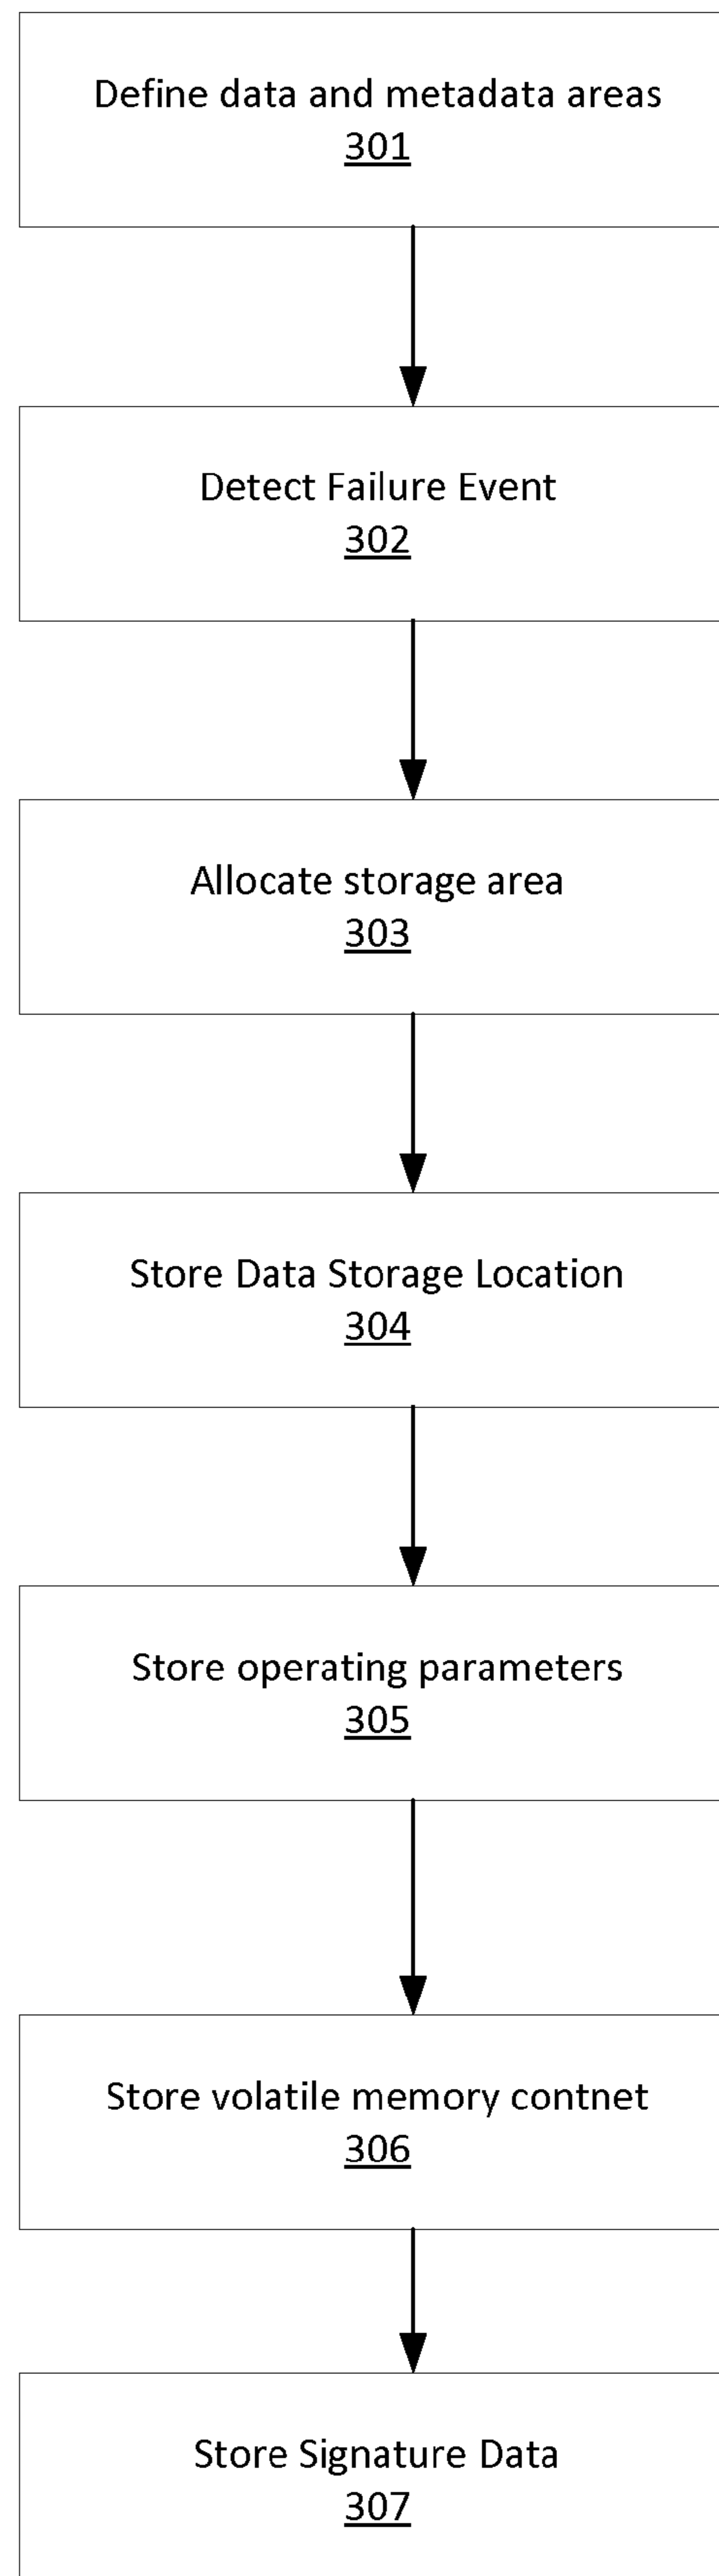 Define data and metadata areas
301
Detect Failure Event
302
Allocate storage area
303
Store Data Storage Location
304
Store operating parameters
305
Store volatile memory contnet
306
Store Signature Data
307